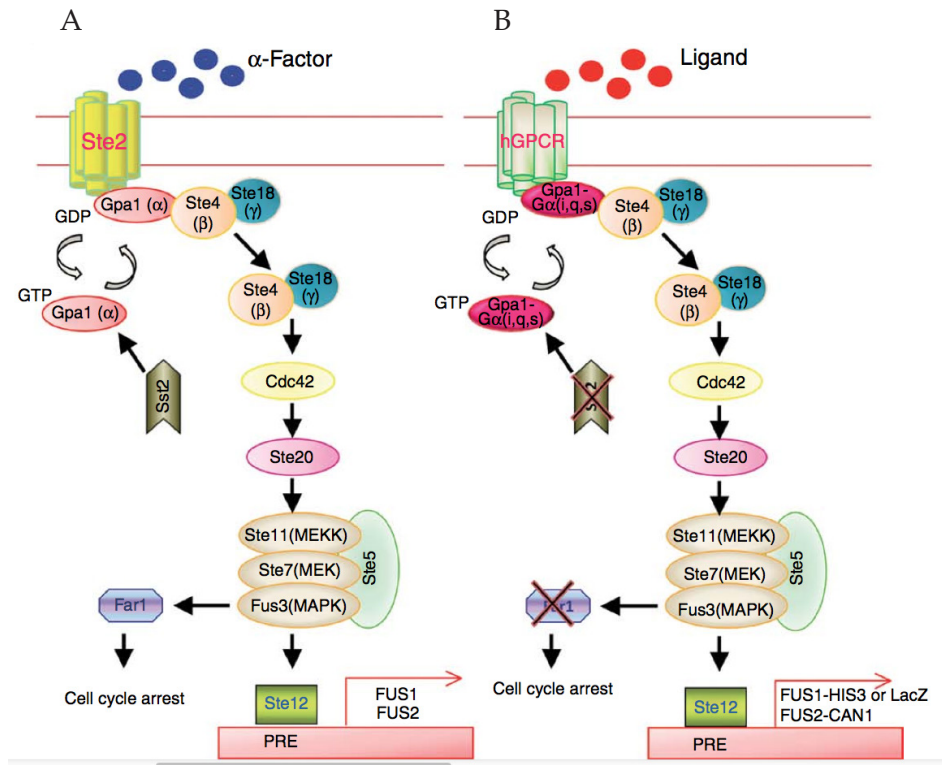 A
α-Factor
Ste2
Gpa1 (α)
Ste4
(β)
Ste18
(γ)
GDP
GTP
Gpa1 (α)
Sst2
Ste4
(β)
Ste18
(γ)
Cdc42
Ste20
Ste11(MEKK)
Ste7(MEK)
Fus3(MAPK)
Ste5
Far1
Cell cycle arrest
Ste12
FUS1
FUS2
PRE
B
Ligand
hGPCR
Gpa1-
Gα(i,q,s)
Ste4
(β)
Ste18
(γ)
GDP
GTP
Gpa1-
Gα(i,q,s)
Ste4
(β)
Ste18
(γ)
Cdc42
Ste20
Ste11(MEKK)
Ste7(MEK)
Fus3(MAPK)
Ste5
Far1
Cell cycle arrest
Ste12
FUS1-HIS3 or LacZ
FUS2-CAN1
PRE